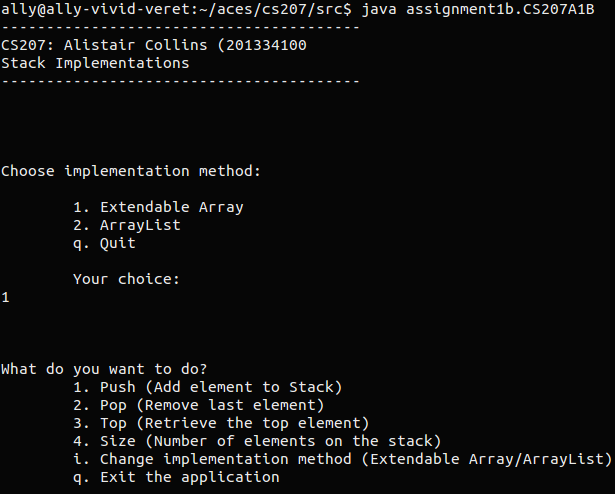 ally@ally-vivid-veret:~/aces/cs207/src$ java assignment1b.CS207A1B
----------------------------------------
CS207: Alistair Collins (201334100
Stack Implementations
----------------------------------------
Choose implementation method:
1. Extendable Array
2. ArrayList
q. Quit
Your choice:
1
What do you want to do?
1. Push (Add element to Stack)
2. Pop (Remove last element)
3. Top (Retrieve the top element)
4. Size (Number of elements on the stack)
i. Change implementation method (Extendable Array/ArrayList)
q. Exit the application